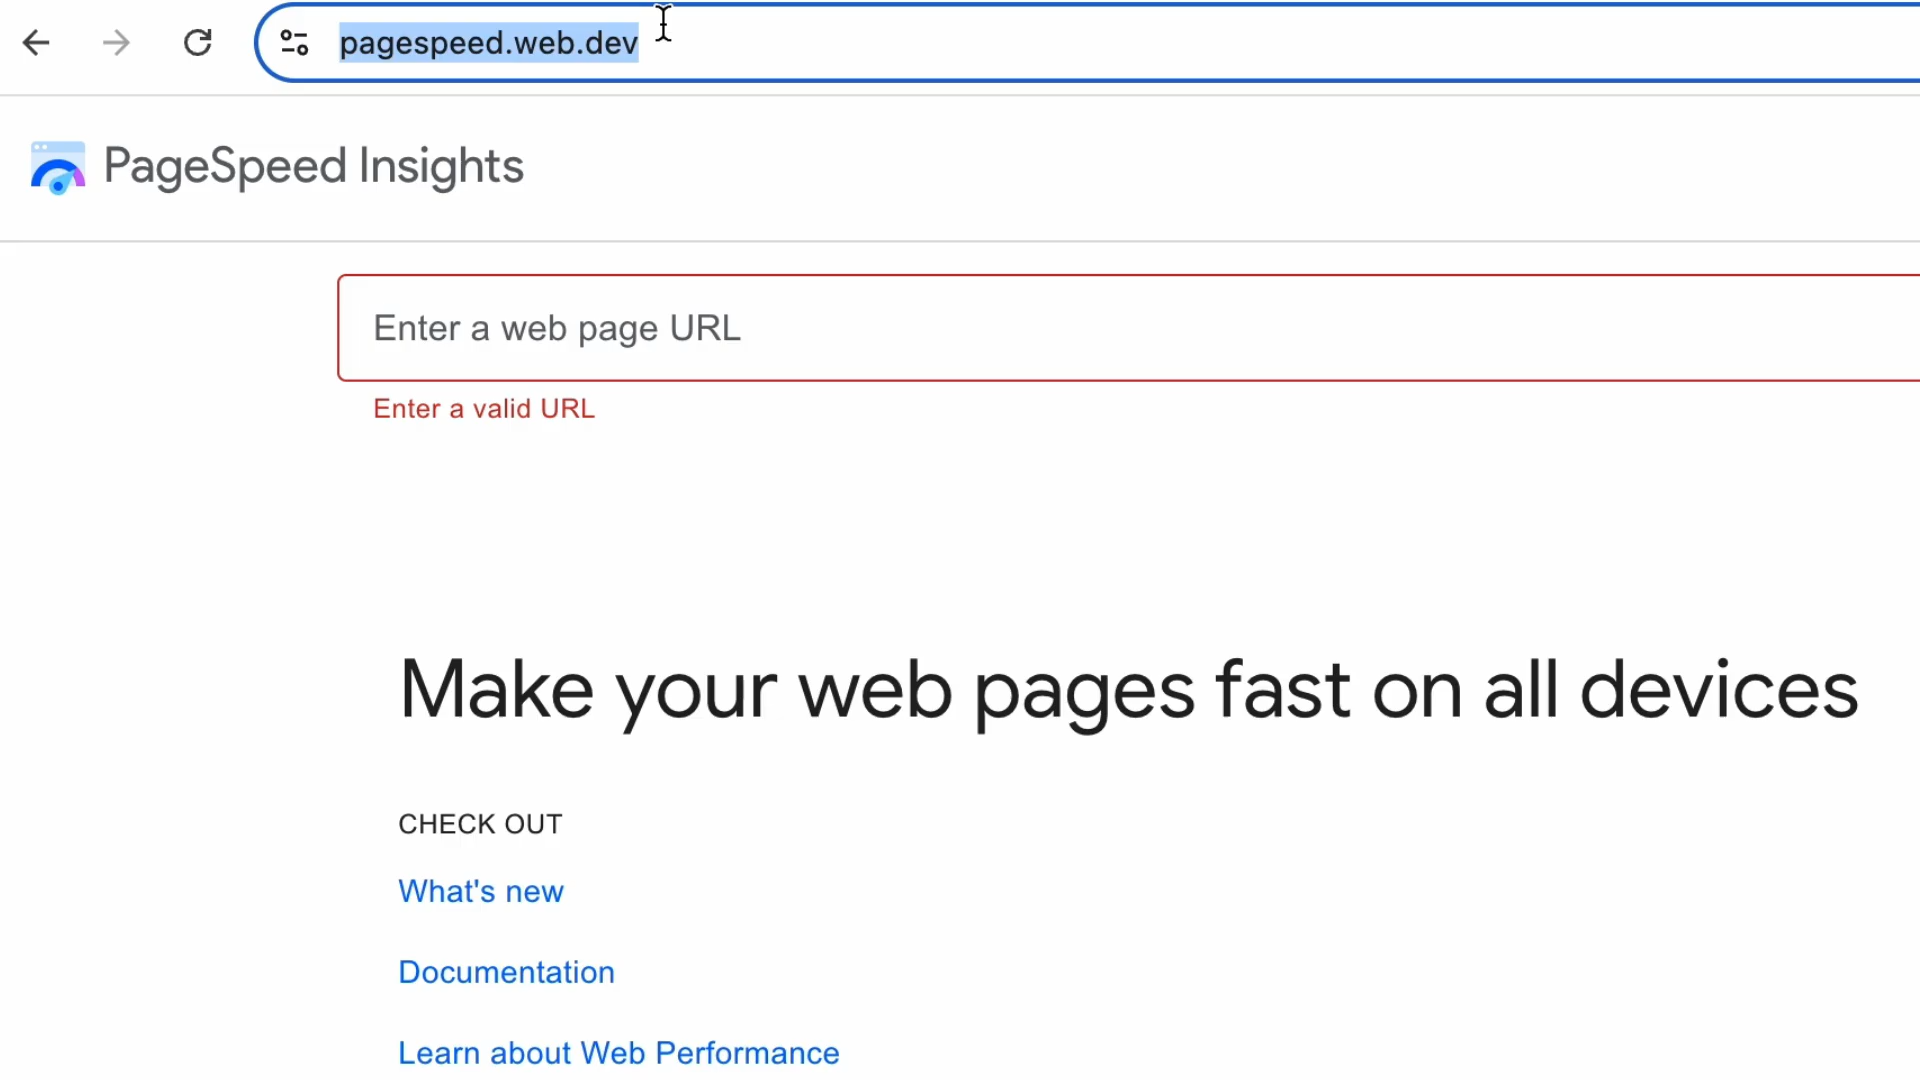 pagespeed.web.dev
PageSpeed Insights
Enter a web page URL
Enter a valid URL
Make your web pages fast on all devices
CHECK OUT
What's new
Documentation
Learn about Web Performance